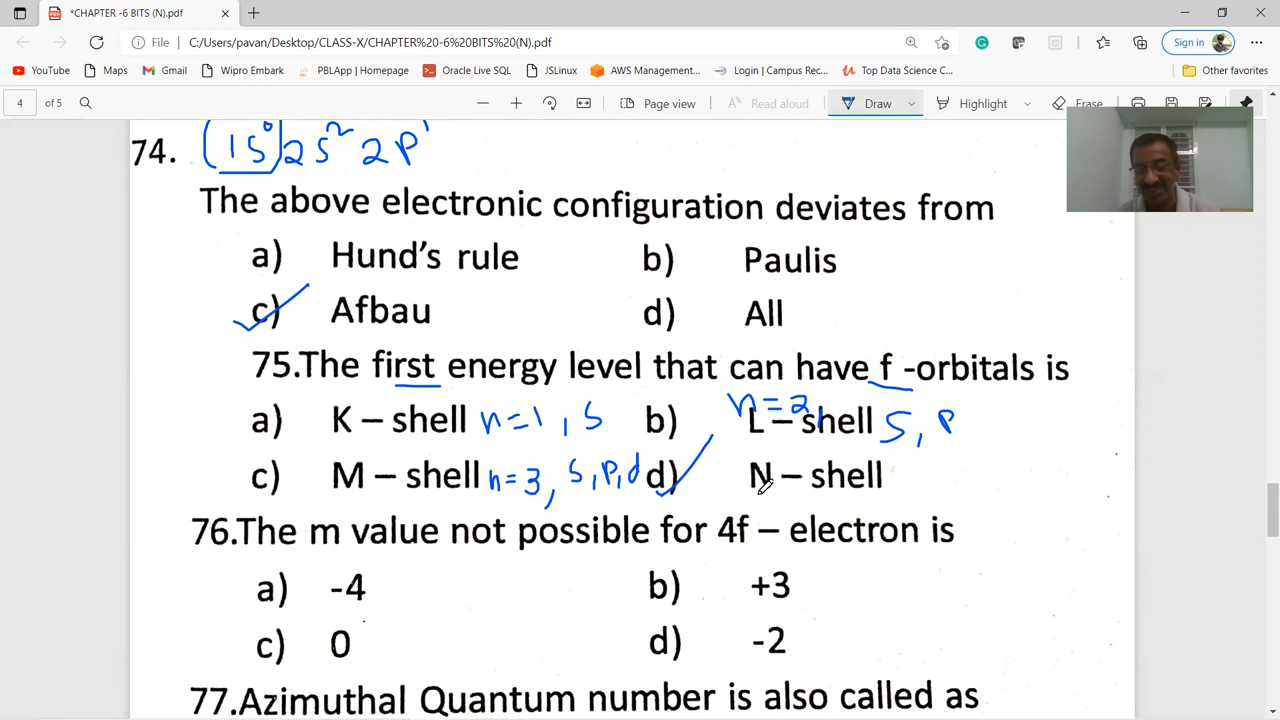 *CHAPTER -6 BITS (N).pdf
File C:/Users/pavan/Desktop/CLASS-X/CHAPTER%20-6%20BITS%20(N).pdf Sign in
YouTube Maps Gmail Wipro Embark PBLApp | Homepage Oracle Live SQL JSLinux AWS Management... Login | Campus Rec... Top Data Science C... Other favorites
4 of 5 Page view Read aloud Draw Highlight Erase
74. (1S⁰)2S² 2P¹
The above electronic configuration deviates from
a) Hund's rule b) Paulis
c) Afbau d) All
75.The first energy level that can have f -orbitals is
a) K – shell n=1, S b) L – shell n=2, S, P
c) M – shell n=3, S, P, d d) N – shell
76.The m value not possible for 4f – electron is
a) -4 b) +3
c) 0 d) -2
77.Azimuthal Quantum number is also called as